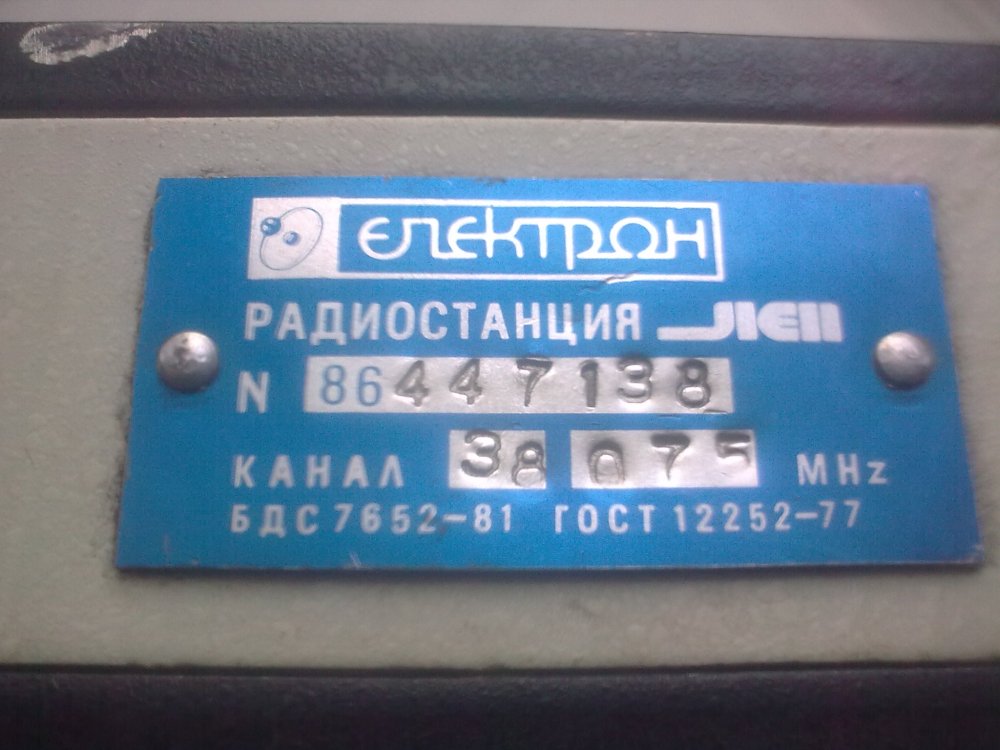 ЕЛЕКТРОН
РАДИОСТАНЦИЯ ЛЕП
N 86447138
КАНАЛ 38 075 MHz
БДС 7652-81 ГОСТ 12252-77